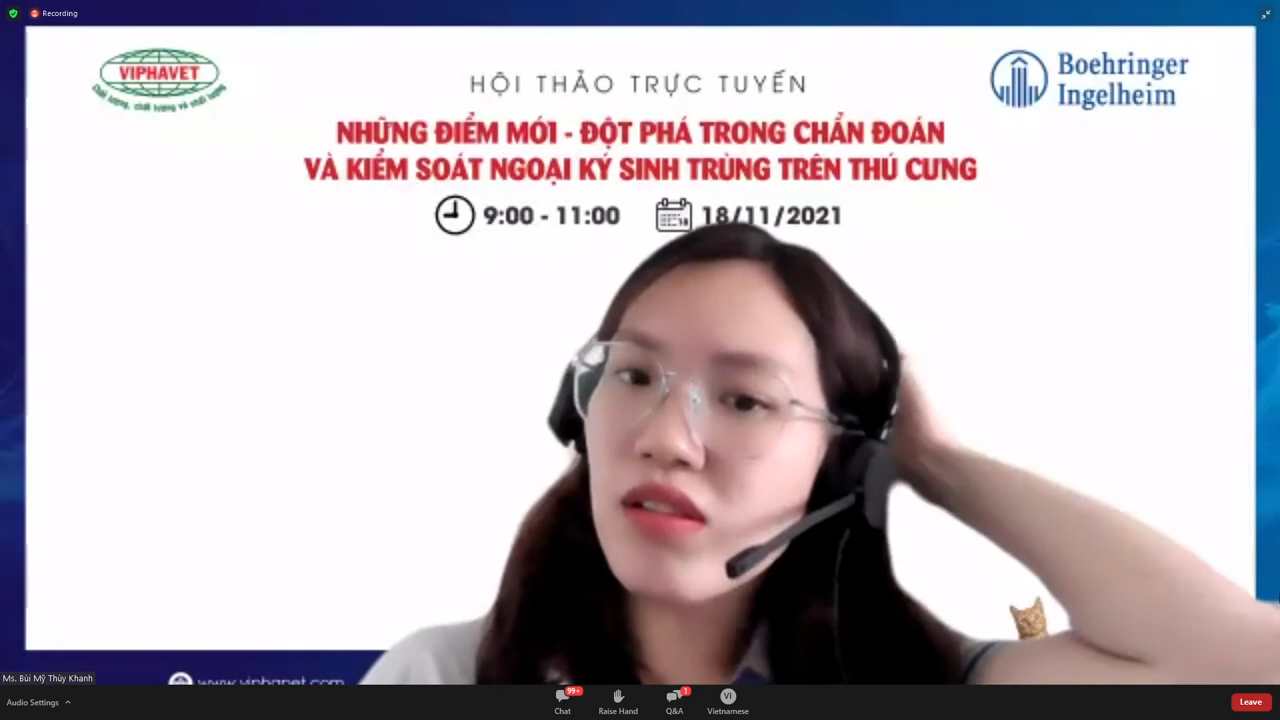 Recording
VIPHAVET
Boehringer
Ingelheim
HỘI THẢO TRỰC TUYẾN
NHỮNG ĐIỂM MỚI - ĐỘT PHÁ TRONG CHẨN ĐOÁN
VÀ KIỂM SOÁT NGOẠI KÝ SINH TRÙNG TRÊN THÚ CƯNG
9:00 - 11:00 18/11/2021
Ms. Bùi Mỹ Thùy Khanh
Audio Settings
99+
Chat
Raise Hand
1
Q&A
VI
Vietnamese
Leave